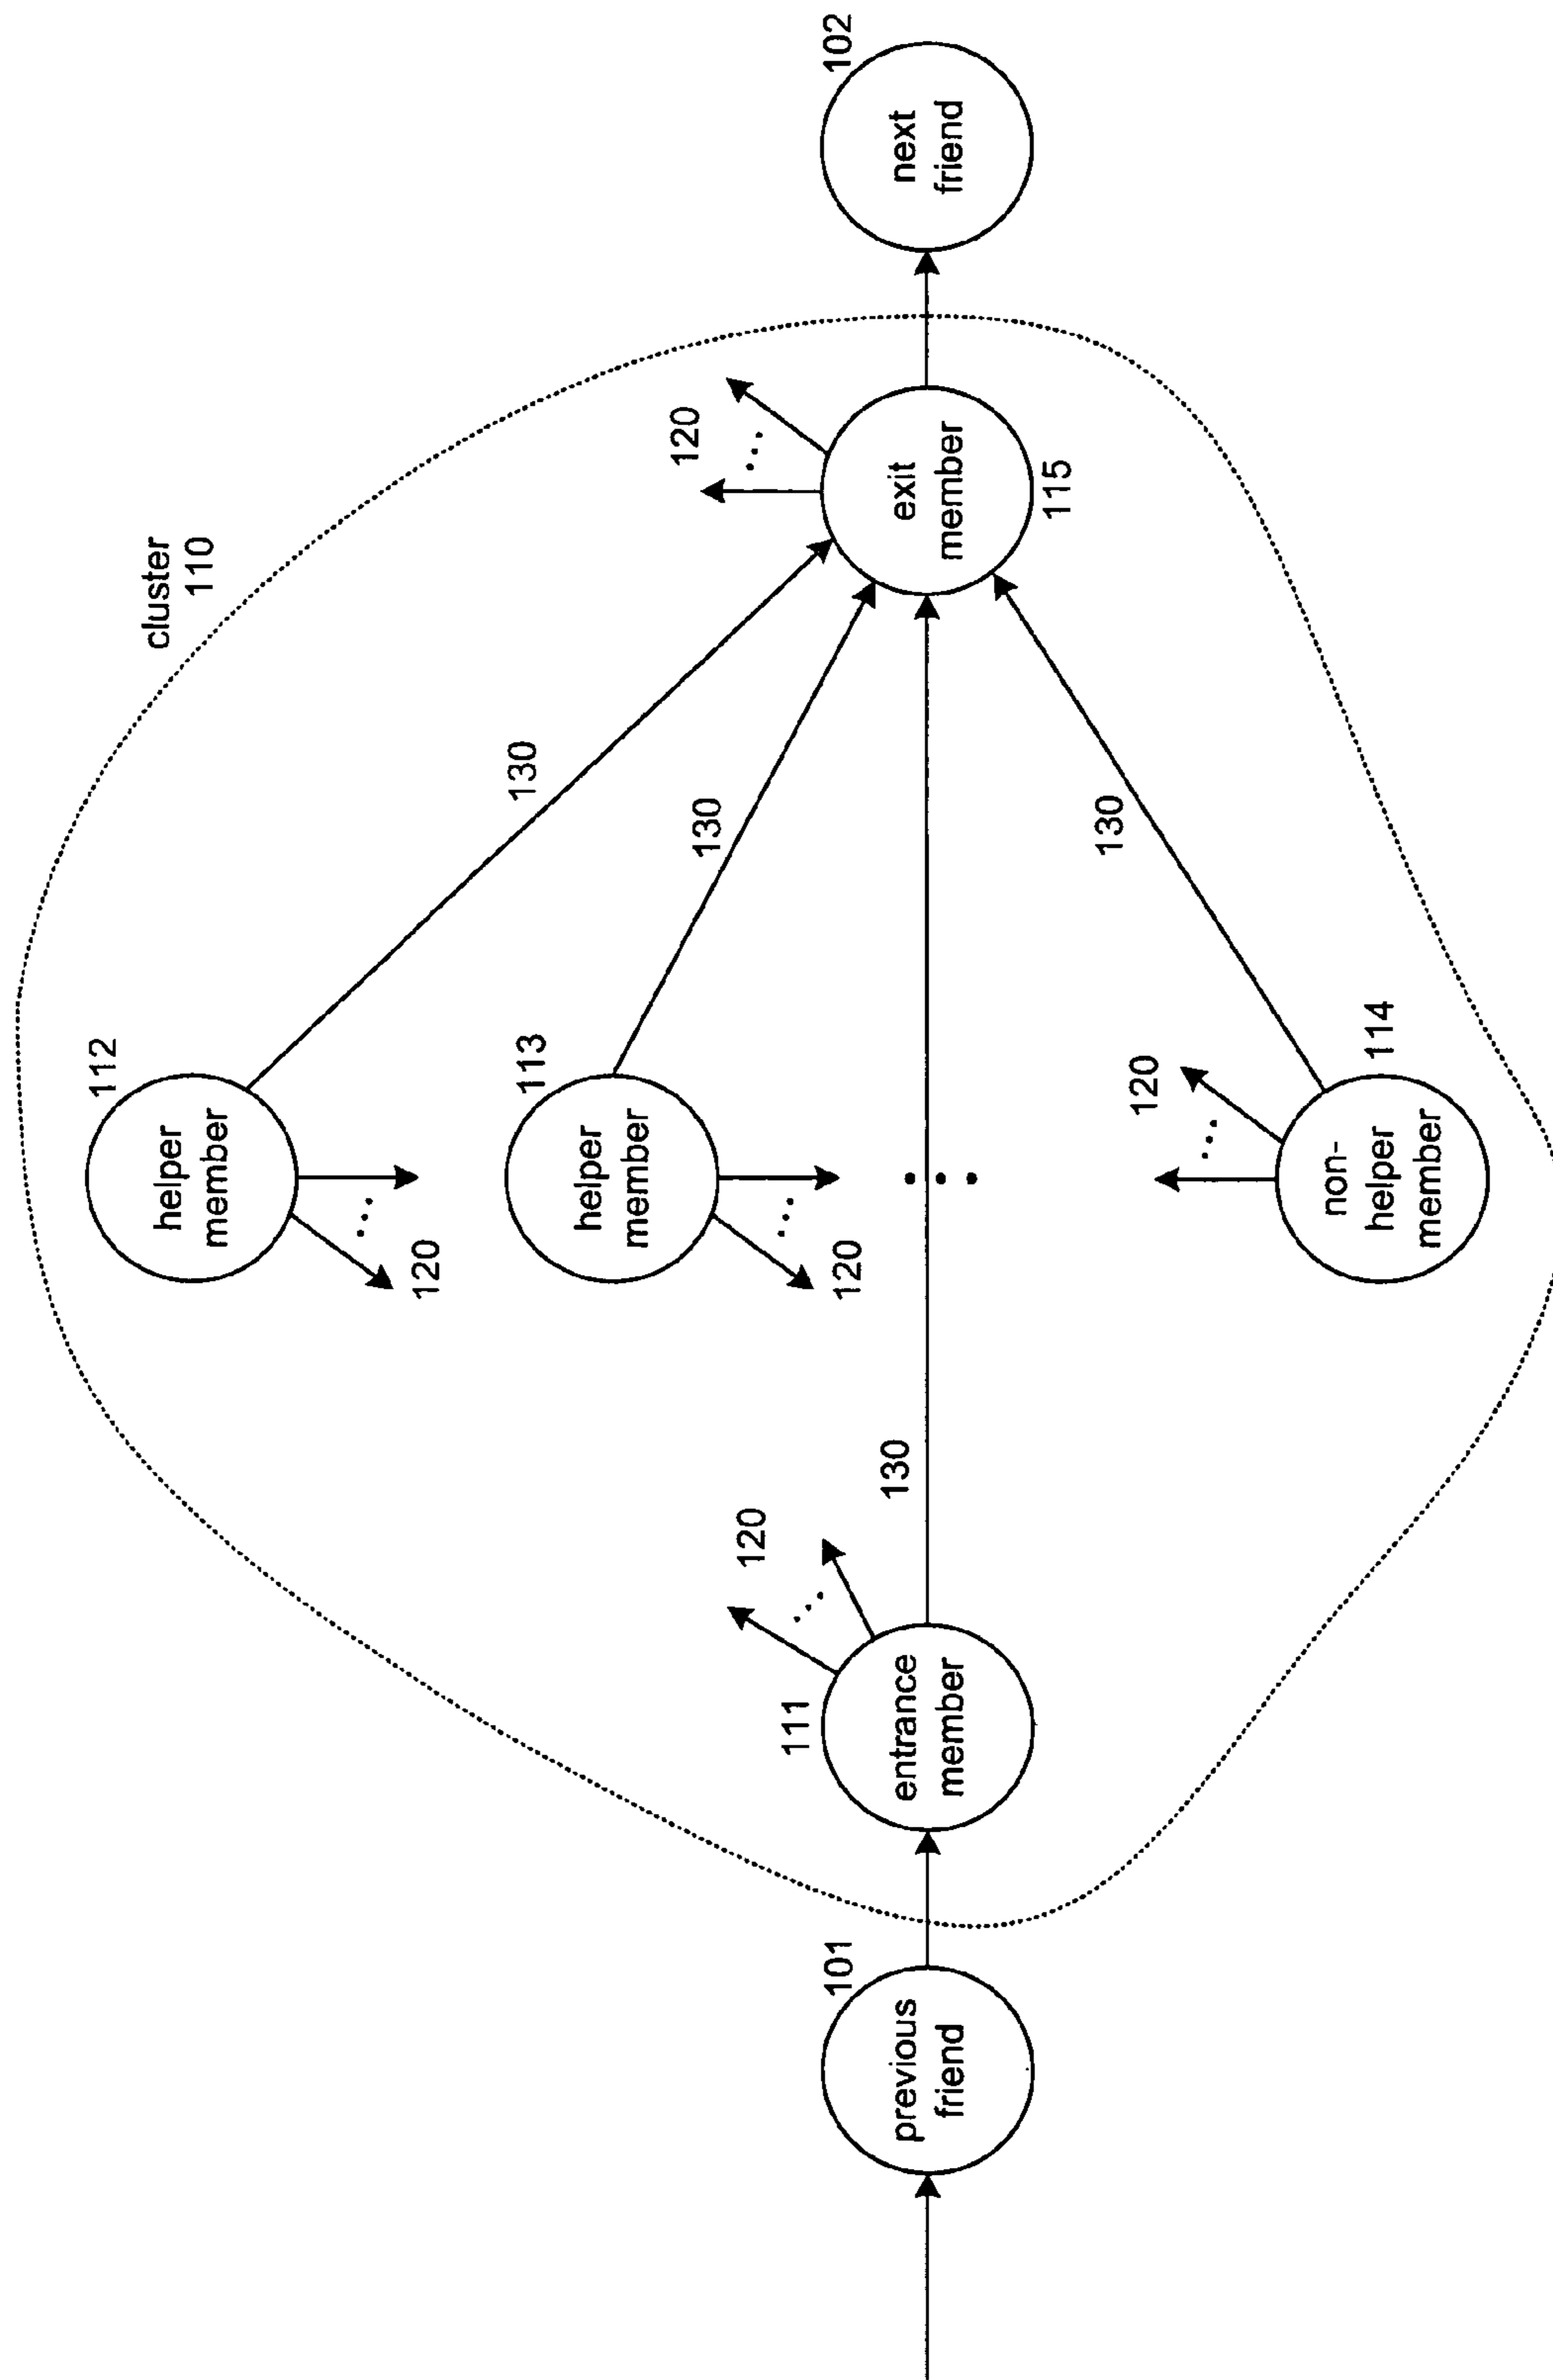 cluster
110
112
helper
member
120
130
113
helper
member
120
130
120
exit
member
115
102
next
friend
101
previous
friend
111
entrance
member
120
130
130
120
non-
helper
member
114